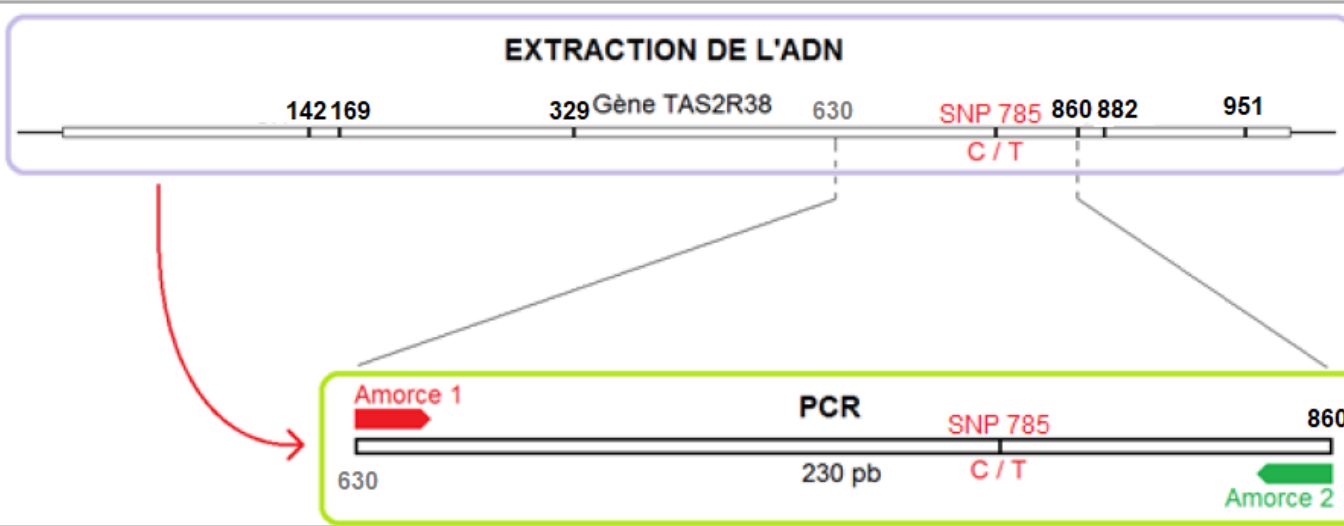 EXTRACTION DE L'ADN
142 169 329 Gène TAS2R38 630 SNP 785 860 882 951
C / T
Amorce 1
PCR
SNP 785
860
630
230 pb
C / T
Amorce 2